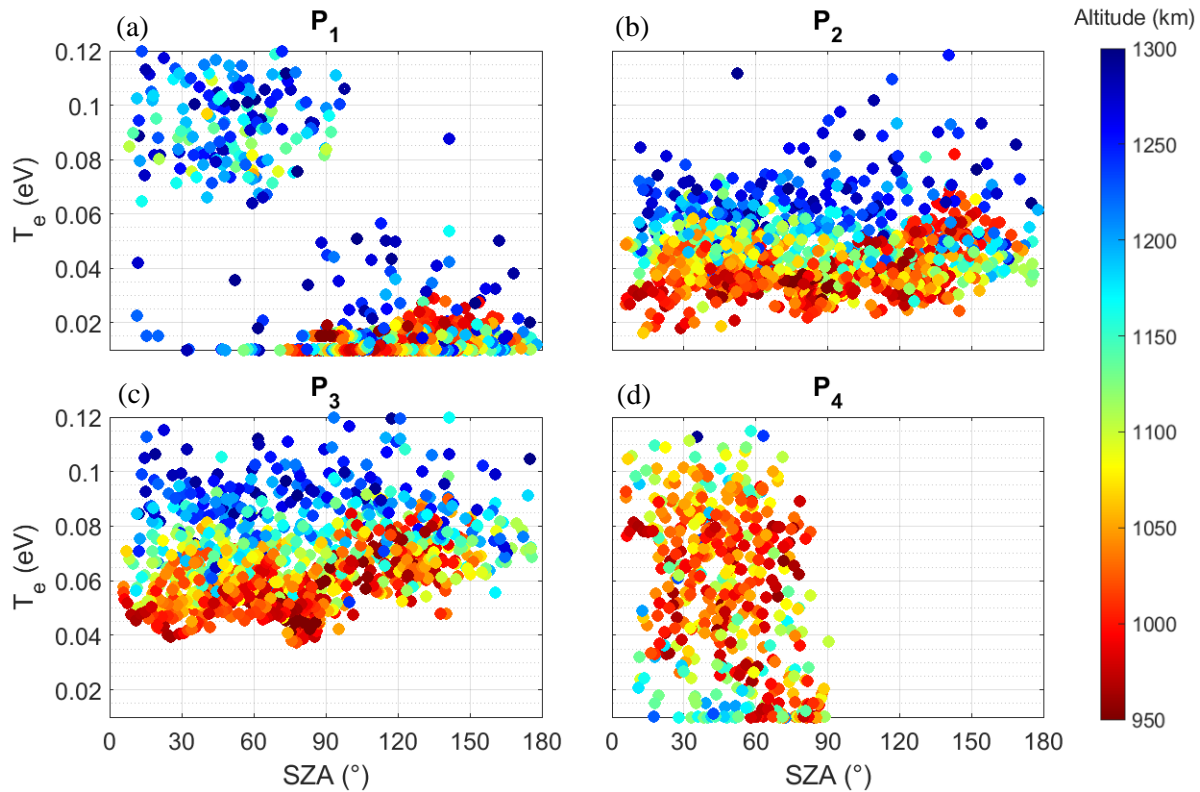 (a) P1 (b) P2 Altitude (km)
0.12 1300
0.1 1250
0.08
Te (eV)
0.06 1200
0.04
0.02 1150
(c) P3 (d) P4
0.12 1100
0.1
0.08 1050
Te (eV)
0.06
0.04 1000
0.02
950
0 30 60 90 120 150 180 0 30 60 90 120 150 180
SZA (°) SZA (°)